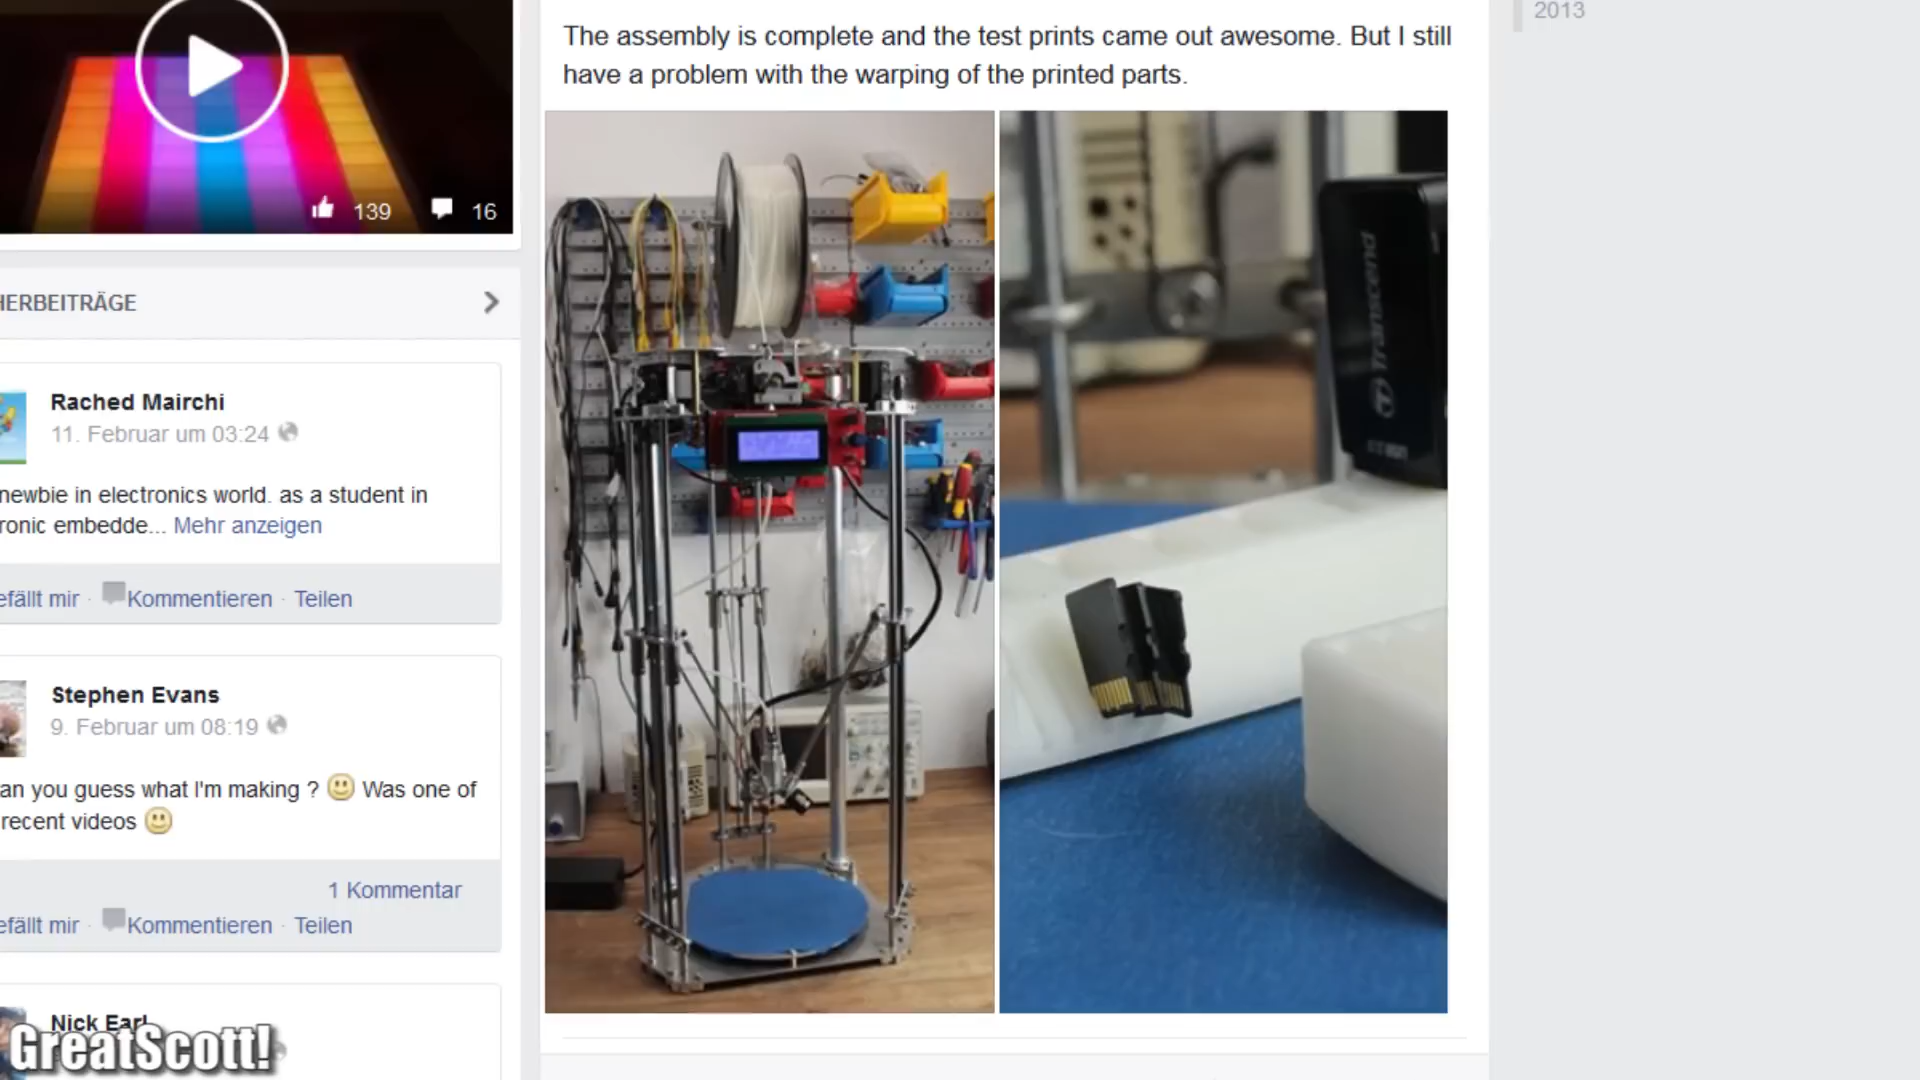 139 16
HERBEITRÄGE
Rached Mairchi
11. Februar um 03:24
newbie in electronics world. as a student in
ronic embedde... Mehr anzeigen
efällt mir · Kommentieren · Teilen
Stephen Evans
9. Februar um 08:19
an you guess what I'm making ? Was one of
recent videos
1 Kommentar
efällt mir · Kommentieren · Teilen
Nick Earl
GreatScott!
The assembly is complete and the test prints came out awesome. But I still
have a problem with the warping of the printed parts.
Transcend
2013